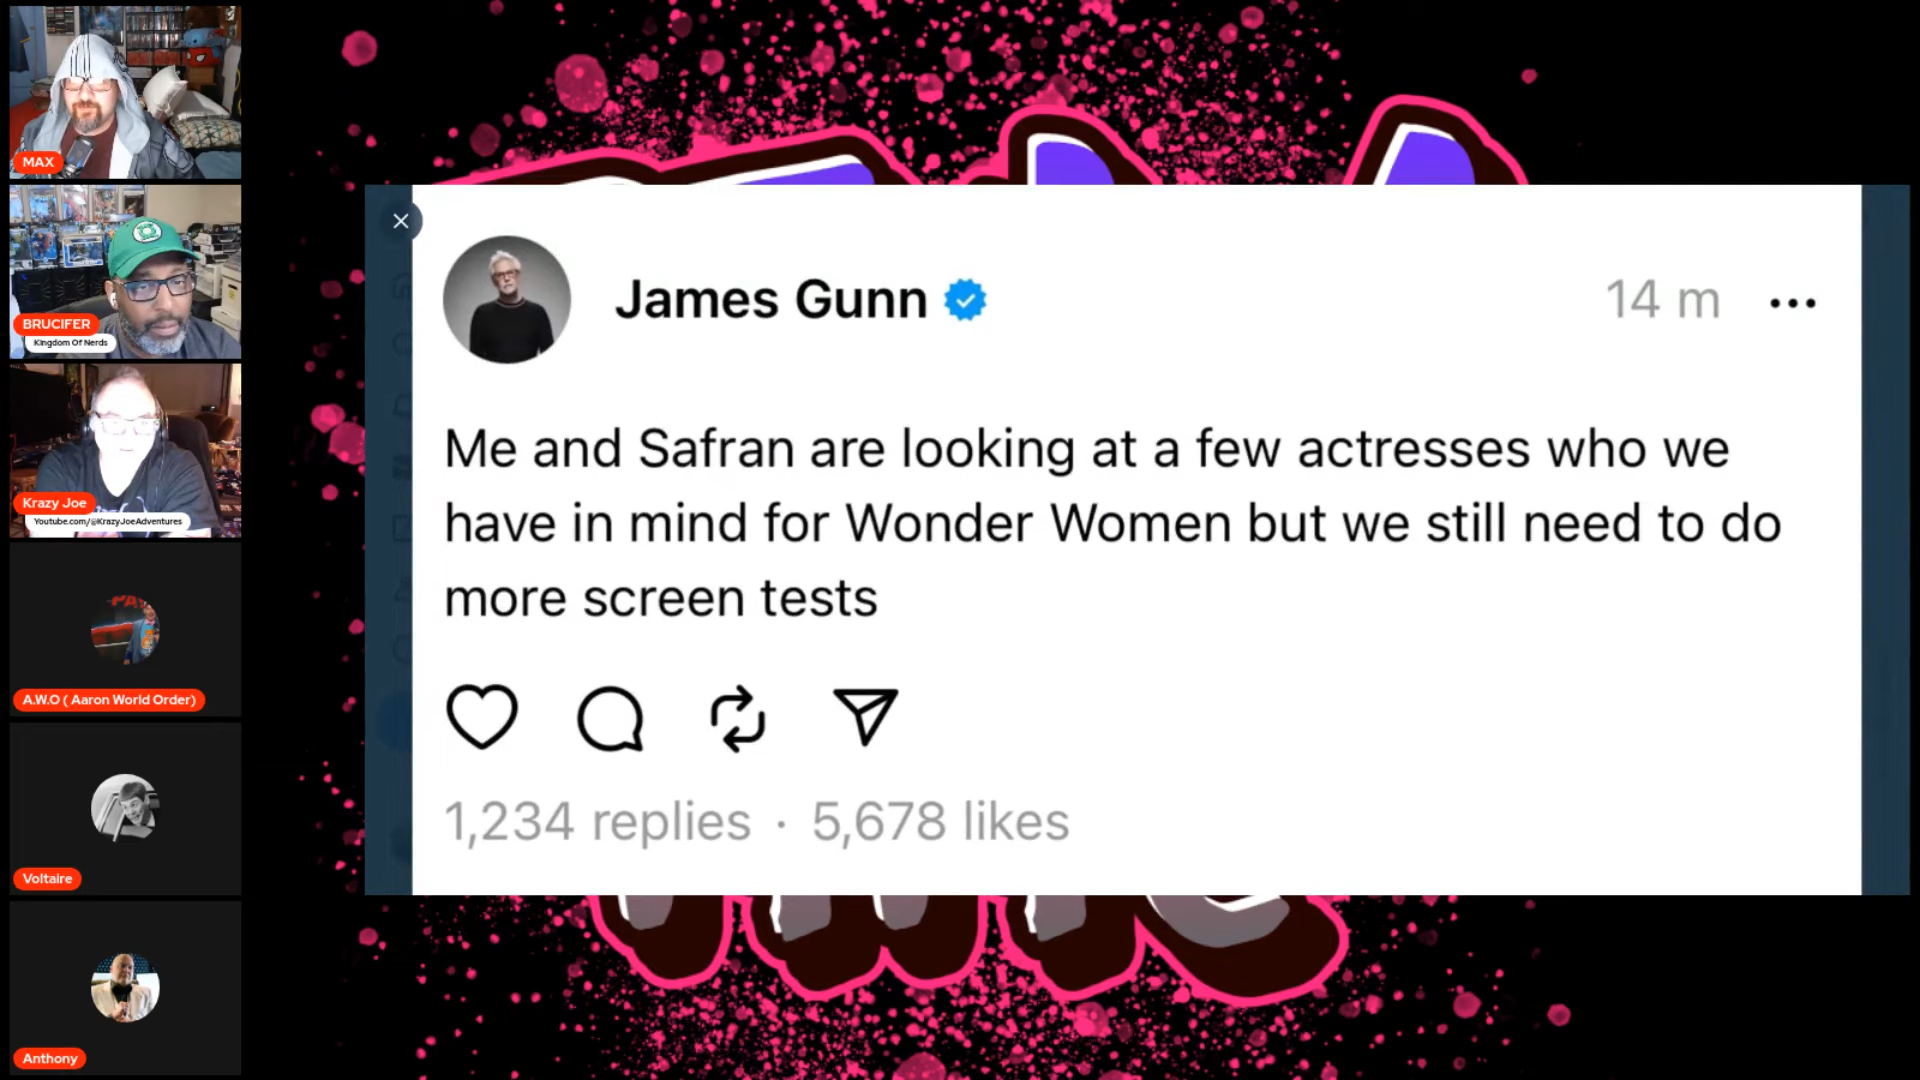 MAX
BRUCIFER
Kingdom Of Nerds
Krazy Joe
Youtube.com/@KrazyJoeAdventures
A.W.O ( Aaron World Order)
Voltaire
Anthony
James Gunn
14 m
Me and Safran are looking at a few actresses who we
have in mind for Wonder Women but we still need to do
more screen tests
1,234 replies · 5,678 likes